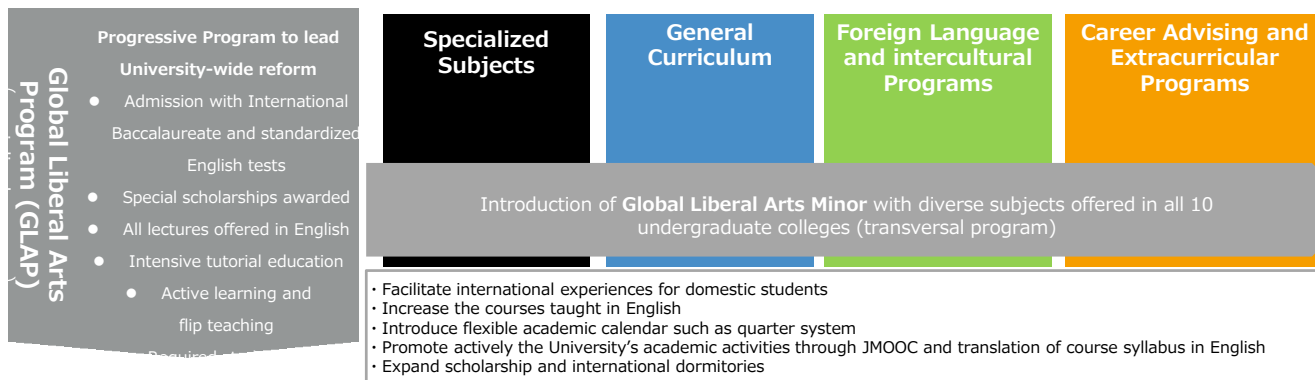 Global Liberal Arts
Program (GLAP)
Progressive Program to lead
University-wide reform
● Admission with International
Baccalaureate and standardized
English tests
● Special scholarships awarded
● All lectures offered in English
● Intensive tutorial education
● Active learning and
flip teaching
Specialized
Subjects
General
Curriculum
Foreign Language
and intercultural
Programs
Career Advising and
Extracurricular
Programs
Introduction of Global Liberal Arts Minor with diverse subjects offered in all 10
undergraduate colleges (transversal program)
・Facilitate international experiences for domestic students
・Increase the courses taught in English
・Introduce flexible academic calendar such as quarter system
・Promote actively the University’s academic activities through JMOOC and translation of course syllabus in English
・Expand scholarship and international dormitories